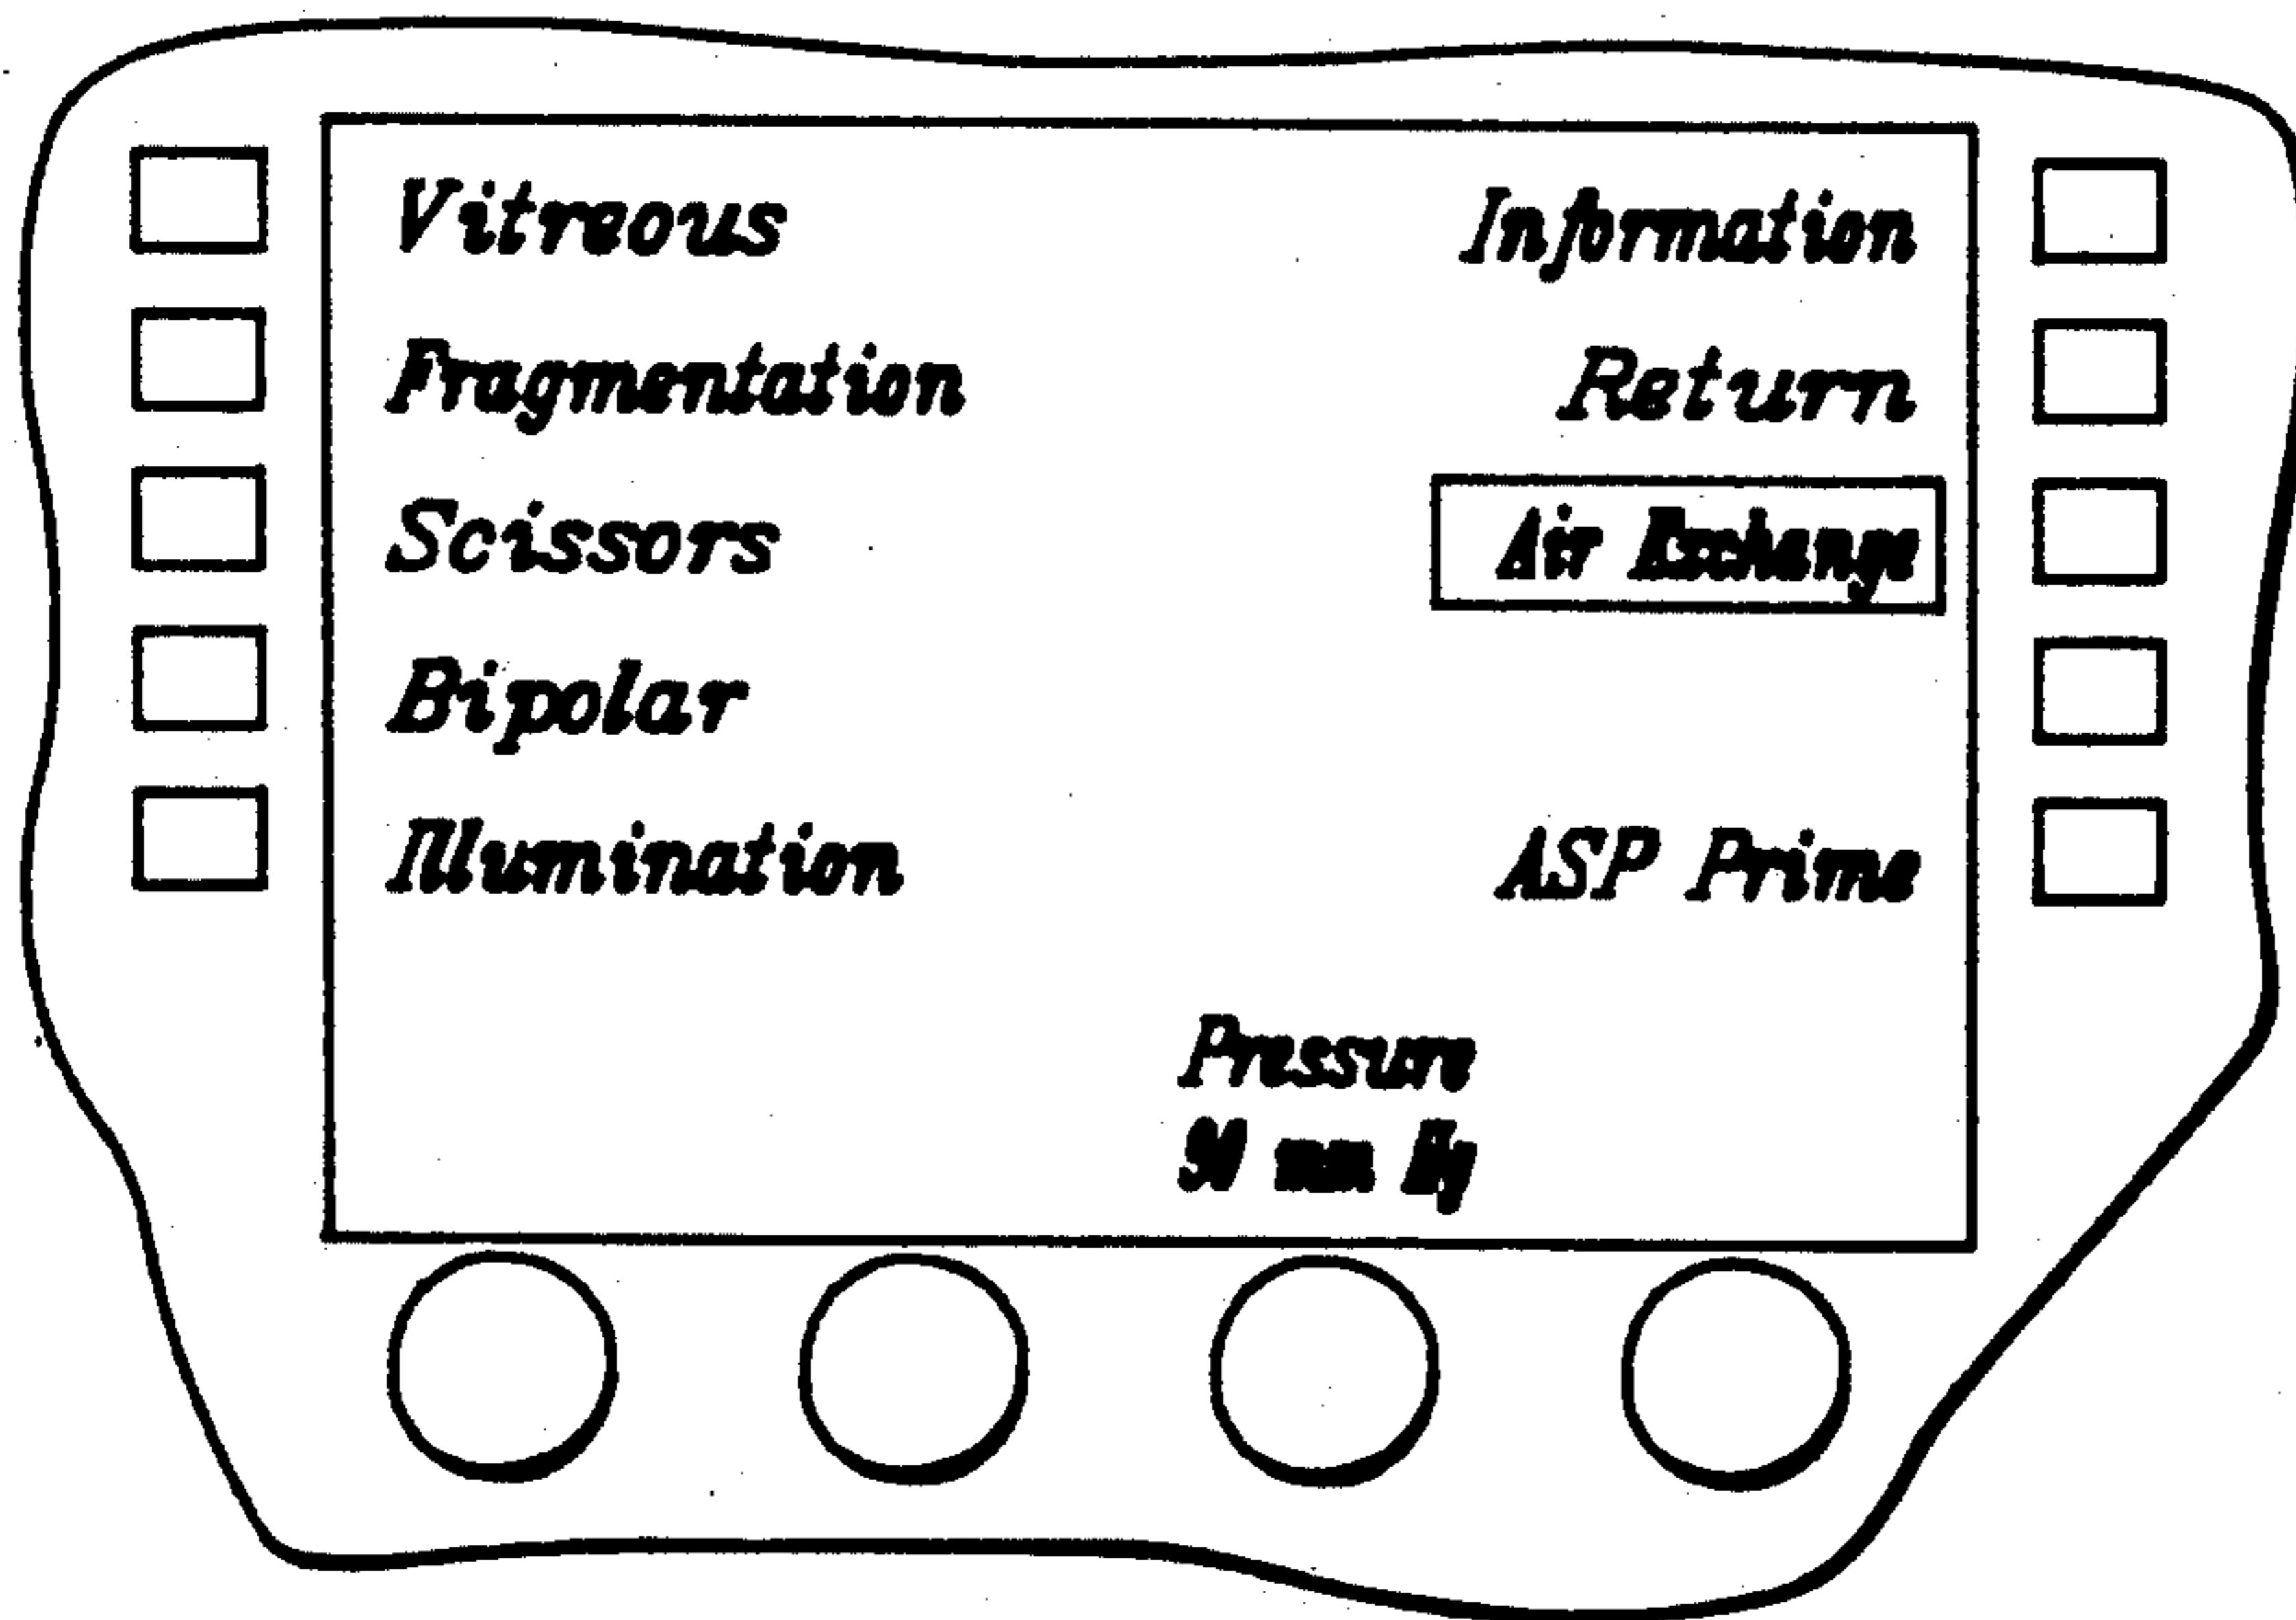 Vitreous
Information
Fragmentation
Return
Scissors
Air Exchange
Bipolar
Illumination
ASP Prime
Pressure
mm Hg